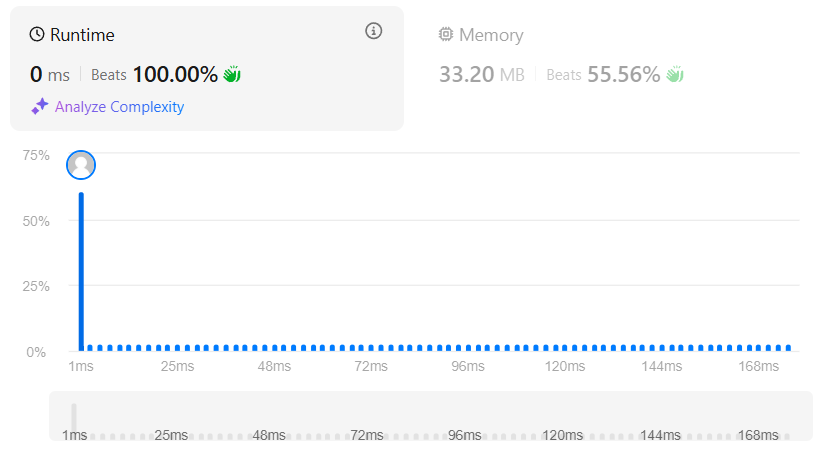 Runtime
0 ms Beats 100.00%
Analyze Complexity
Memory
33.20 MB Beats 55.56%
75%
50%
25%
0%
1ms 25ms 48ms 72ms 96ms 120ms 144ms 168ms
1ms 25ms 48ms 72ms 96ms 120ms 144ms 168ms